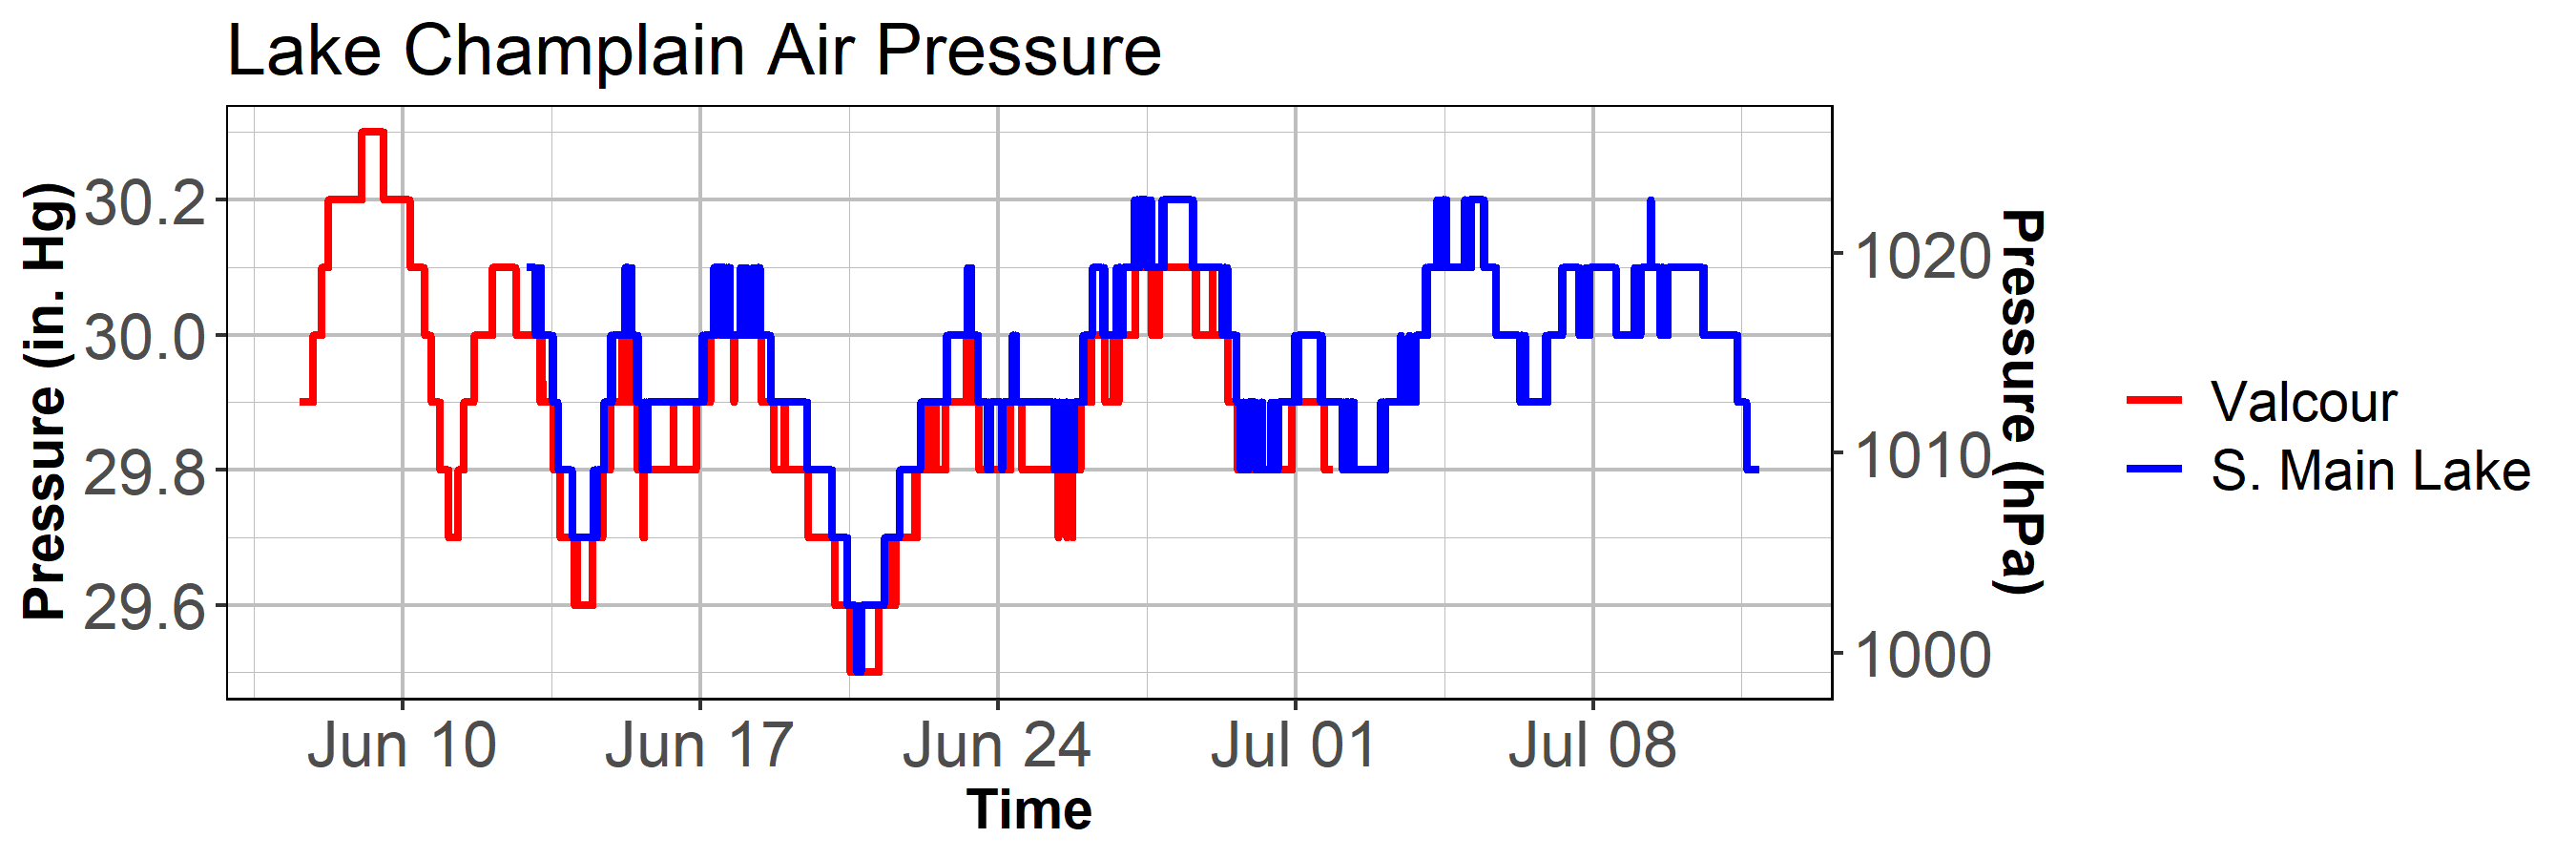 Lake Champlain Air Pressure
Pressure (in. Hg)
30.2
30.0
29.8
29.6
1020
1010
1000
Pressure (hPa)
Jun 10
Jun 17
Jun 24
Jul 01
Jul 08
Time
Valcour
S. Main Lake